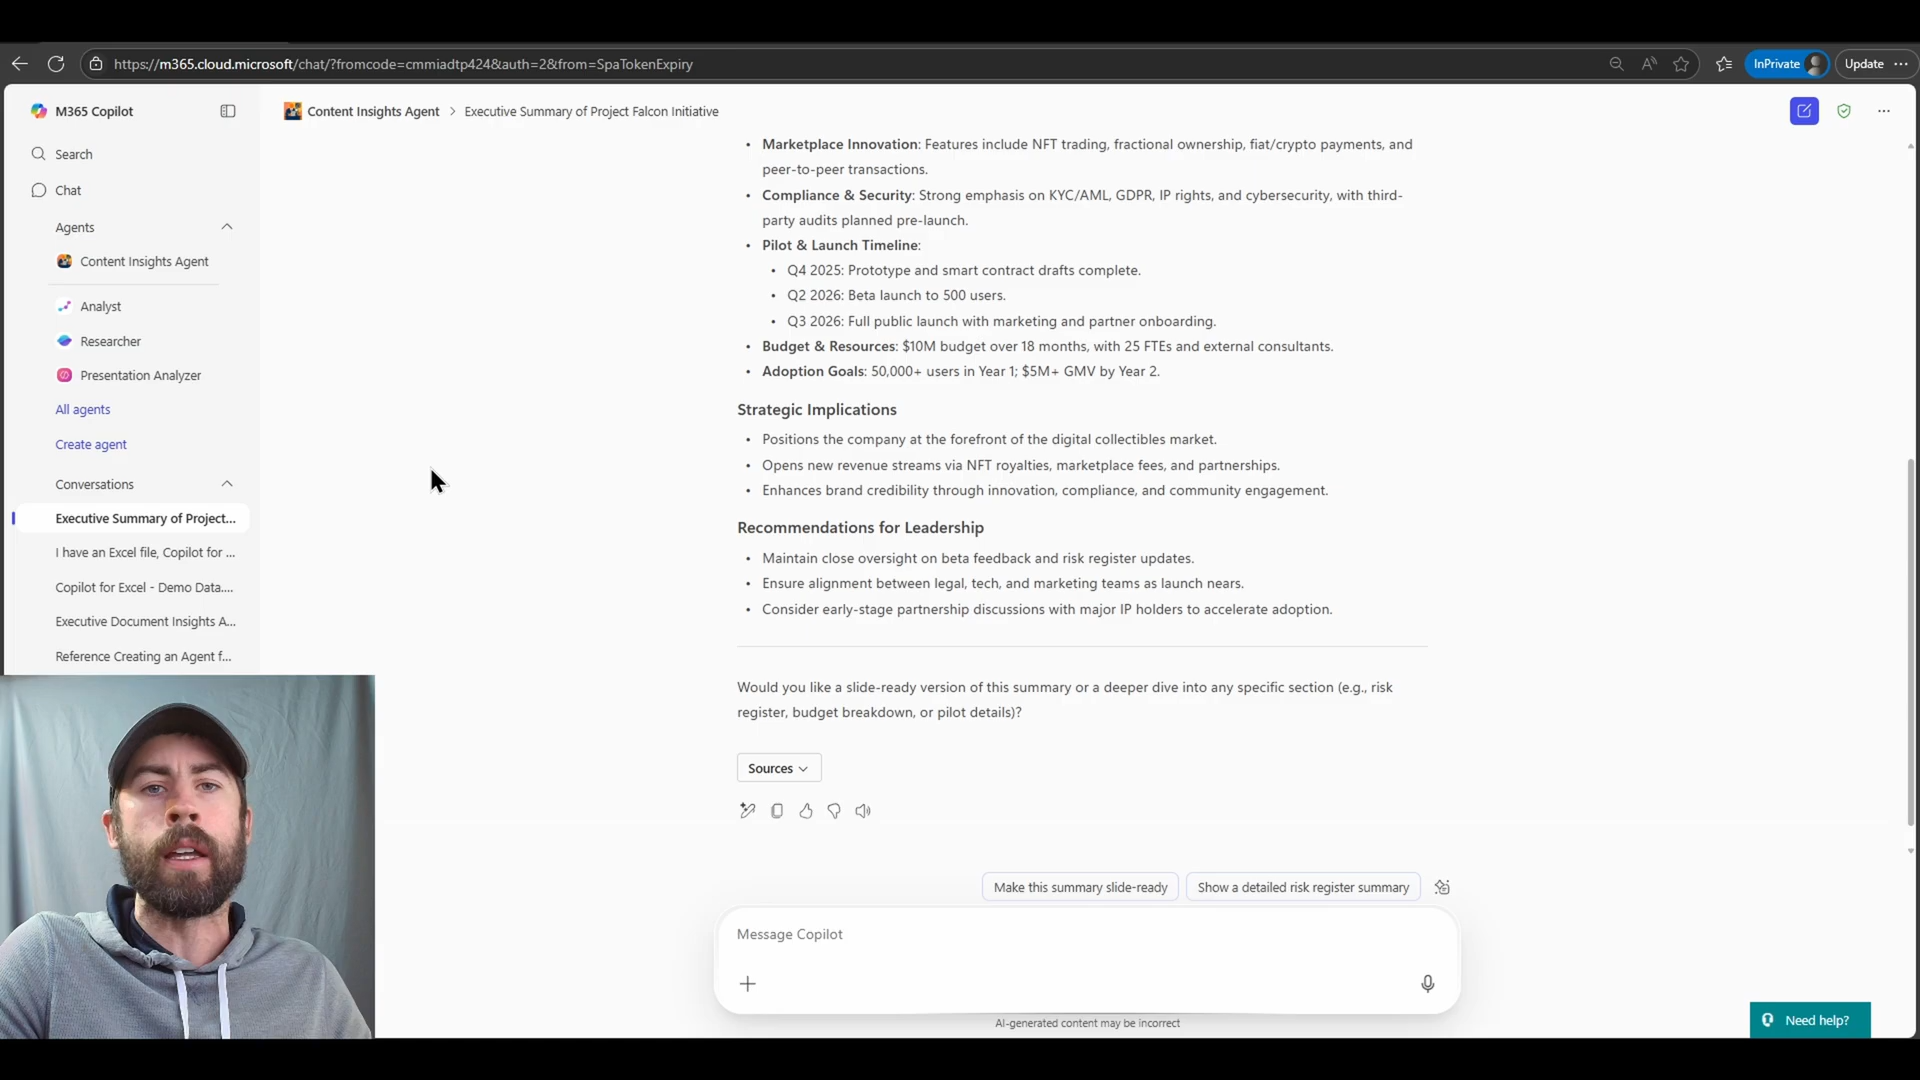 https://m365.cloud.microsoft/chat/?fromcode=cmmiadtp424&auth=2&from=SpaTokenExpiry
InPrivate
Update
M365 Copilot
Search
Chat
Agents
Content Insights Agent
Analyst
Researcher
Presentation Analyzer
All agents
Create agent
Conversations
Executive Summary of Project...
I have an Excel file, Copilot for ...
Copilot for Excel - Demo Data....
Executive Document Insights A...
Reference Creating an Agent f...
Content Insights Agent > Executive Summary of Project Falcon Initiative
• Marketplace Innovation: Features include NFT trading, fractional ownership, fiat/crypto payments, and
peer-to-peer transactions.
• Compliance & Security: Strong emphasis on KYC/AML, GDPR, IP rights, and cybersecurity, with third-
party audits planned pre-launch.
• Pilot & Launch Timeline:
• Q4 2025: Prototype and smart contract drafts complete.
• Q2 2026: Beta launch to 500 users.
• Q3 2026: Full public launch with marketing and partner onboarding.
• Budget & Resources: $10M budget over 18 months, with 25 FTEs and external consultants.
• Adoption Goals: 50,000+ users in Year 1; $5M+ GMV by Year 2.
Strategic Implications
• Positions the company at the forefront of the digital collectibles market.
• Opens new revenue streams via NFT royalties, marketplace fees, and partnerships.
• Enhances brand credibility through innovation, compliance, and community engagement.
Recommendations for Leadership
• Maintain close oversight on beta feedback and risk register updates.
• Ensure alignment between legal, tech, and marketing teams as launch nears.
• Consider early-stage partnership discussions with major IP holders to accelerate adoption.
Would you like a slide-ready version of this summary or a deeper dive into any specific section (e.g., risk
register, budget breakdown, or pilot details)?
Sources
Make this summary slide-ready
Show a detailed risk register summary
Message Copilot
AI-generated content may be incorrect
Need help?